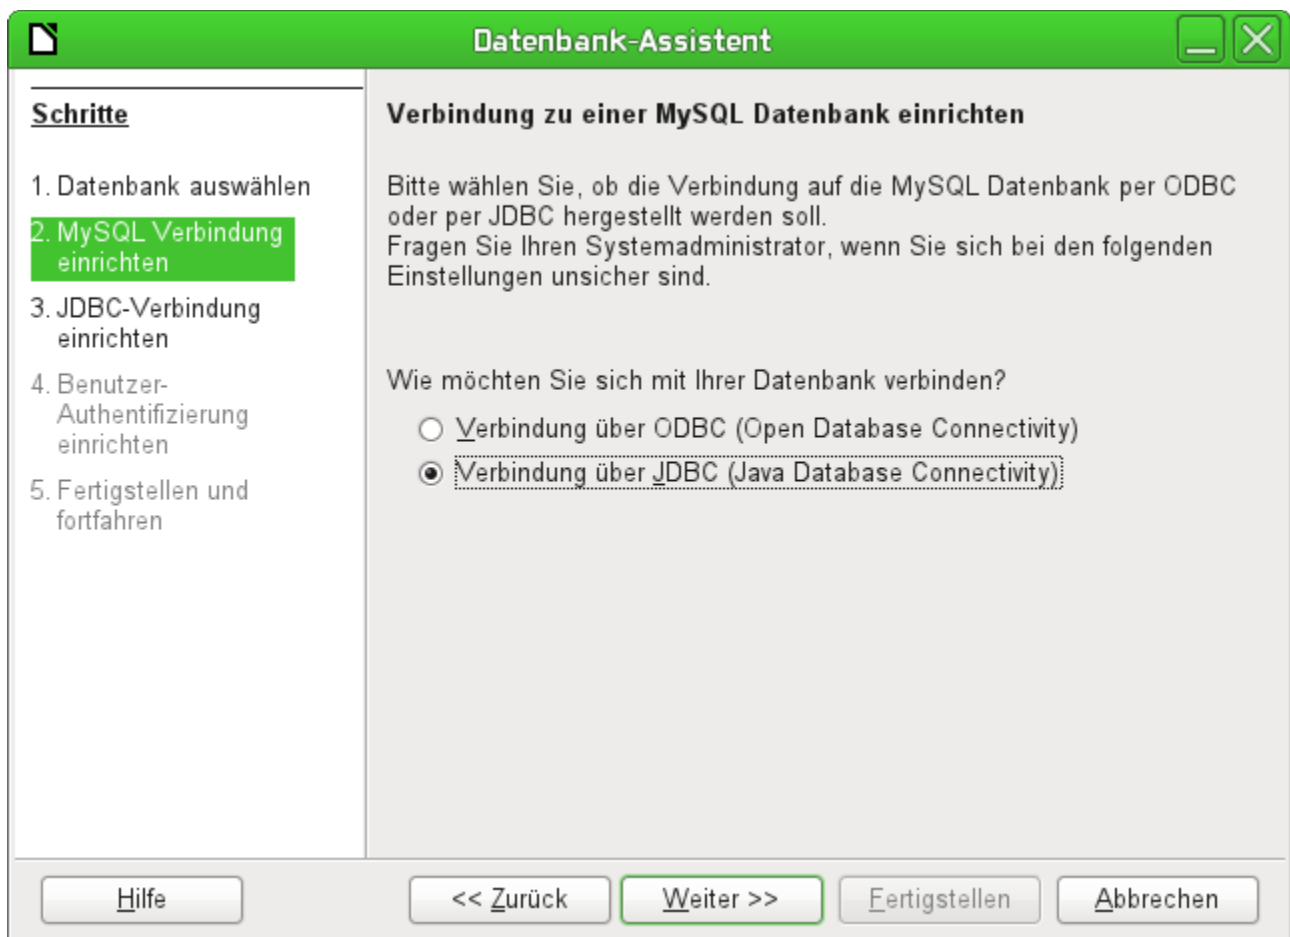 Datenbank-Assistent
Schritte
1. Datenbank auswählen
2. MySQL Verbindung
einrichten
3. JDBC-Verbindung
einrichten
4. Benutzer-
Authentifizierung
einrichten
5. Fertigstellen und
fortfahren
Verbindung zu einer MySQL Datenbank einrichten
Bitte wählen Sie, ob die Verbindung auf die MySQL Datenbank per ODBC
oder per JDBC hergestellt werden soll.
Fragen Sie Ihren Systemadministrator, wenn Sie sich bei den folgenden
Einstellungen unsicher sind.
Wie möchten Sie sich mit Ihrer Datenbank verbinden?
Verbindung über ODBC (Open Database Connectivity)
Verbindung über JDBC (Java Database Connectivity)
Hilfe
<< Zurück
Weiter >>
Fertigstellen
Abbrechen